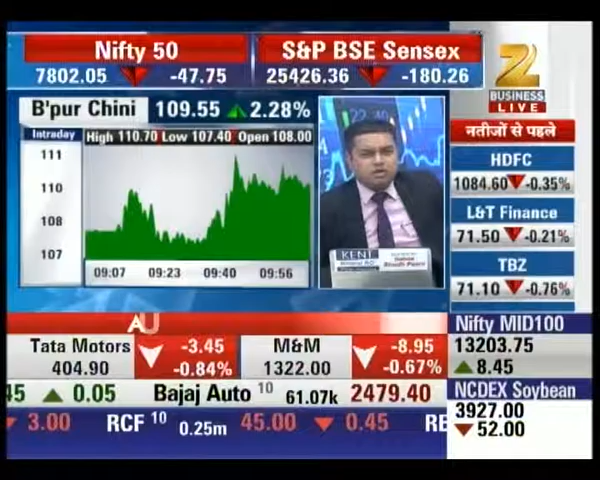 Nifty 50
7802.05 -47.75
S&P BSE Sensex
25426.36 -180.26
Z
BUSINESS
LIVE
B'pur Chini 109.55 2.28%
Intraday High 110.70 Low 107.40 Open 108.00
111
110
108
107
09:07 09:23 09:40 09:56
22.40
KENT
नतीजों से पहले
HDFC
1084.60 -0.35%
L&T Finance
71.50 -0.21%
TBZ
71.10 -0.76%
AU
Tata Motors -3.45
404.90 -0.84%
M&M -8.95
1322.00 -0.67%
Nifty MID100
13203.75
8.45
NCDEX Soybean
3927.00
52.00
45 0.05 Bajaj Auto 10 61.07k 2479.40
3.00 RCF 10 0.25m 45.00 0.45 RE